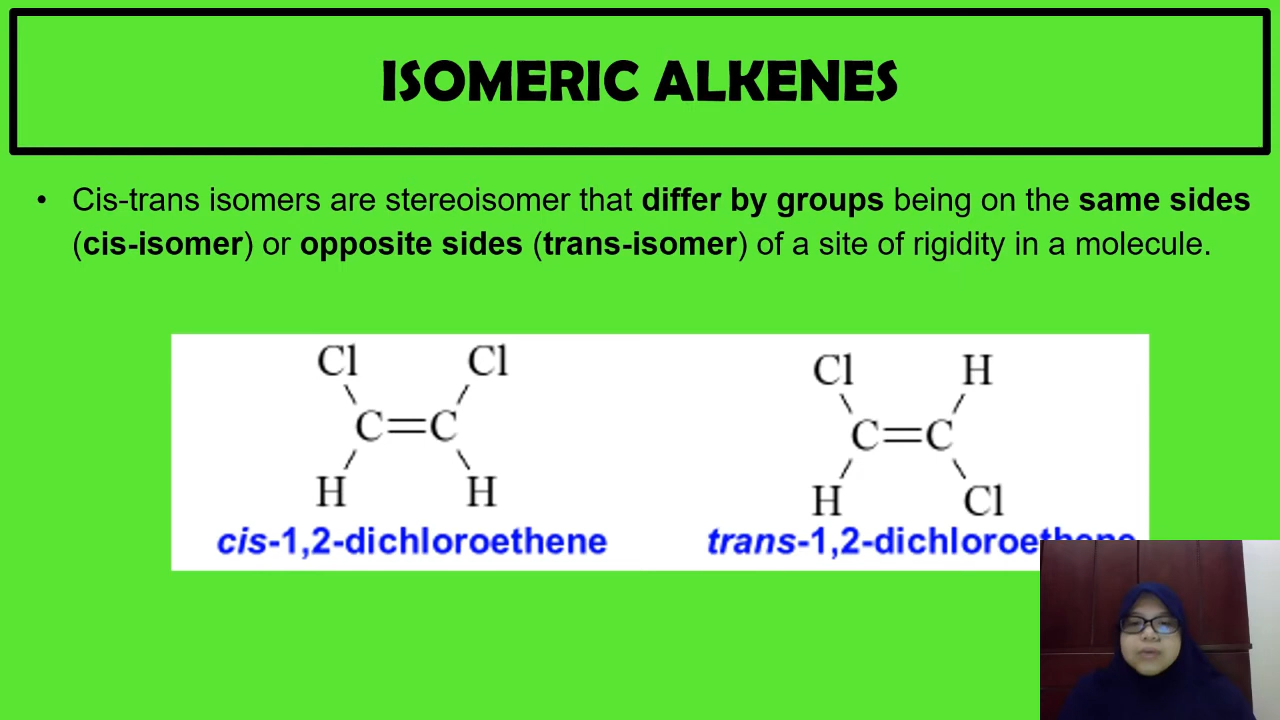 ISOMERIC ALKENES
• Cis-trans isomers are stereoisomer that differ by groups being on the same sides
(cis-isomer) or opposite sides (trans-isomer) of a site of rigidity in a molecule.
Cl Cl
C=C
H H
cis-1,2-dichloroethene
Cl H
C=C
H Cl
trans-1,2-dichloroethene